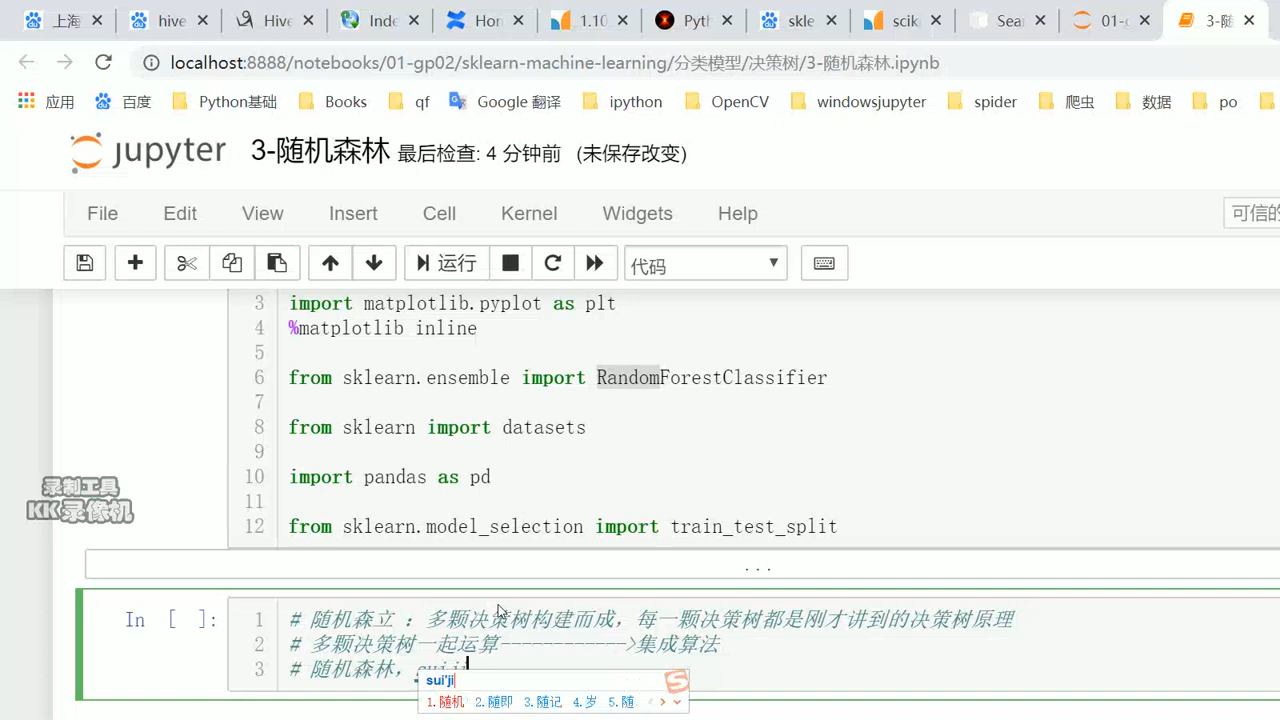 上海
hive
Hive
Inde
Hon
1.10
Pyth
skle
scik
Sear
01-c
3-随
localhost:8888/notebooks/01-gp02/sklearn-machine-learning/分类模型/决策树/3-随机森林.ipynb
应用 百度 Python基础 Books qf Google 翻译 ipython OpenCV windowsjupyter spider 爬虫 数据 po
jupyter 3-随机森林 最后检查: 4 分钟前 (未保存改变)
File Edit View Insert Cell Kernel Widgets Help 可信的
运行 代码
3 import matplotlib.pyplot as plt
4 %matplotlib inline
5
6 from sklearn.ensemble import RandomForestClassifier
7
8 from sklearn import datasets
9
10 import pandas as pd
11
12 from sklearn.model_selection import train_test_split
录制工具
KK录像机
...
In [ ]: 1 # 随机森立 : 多颗决策树构建而成，每一颗决策树都是刚才讲到的决策树原理
2 # 多颗决策树一起运算------------>集成算法
3 # 随机森林，suiji
sui'ji
1.随机 2.随即 3.随记 4.岁 5.随